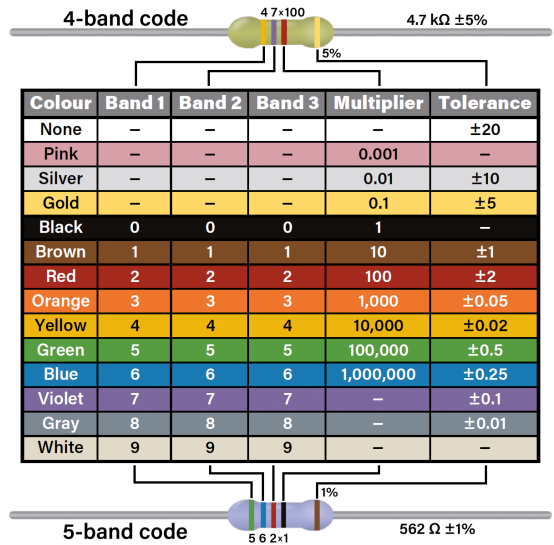 4-band code 4 7×100 4.7 kΩ ±5%
5%
Colour Band 1 Band 2 Band 3 Multiplier Tolerance
None – – – – ±20
Pink – – – 0.001 –
Silver – – – 0.01 ±10
Gold – – – 0.1 ±5
Black 0 0 0 1 –
Brown 1 1 1 10 ±1
Red 2 2 2 100 ±2
Orange 3 3 3 1,000 ±0.05
Yellow 4 4 4 10,000 ±0.02
Green 5 5 5 100,000 ±0.5
Blue 6 6 6 1,000,000 ±0.25
Violet 7 7 7 – ±0.1
Gray 8 8 8 – ±0.01
White 9 9 9 – –
1%
5-band code 5 6 2×1 562 Ω ±1%